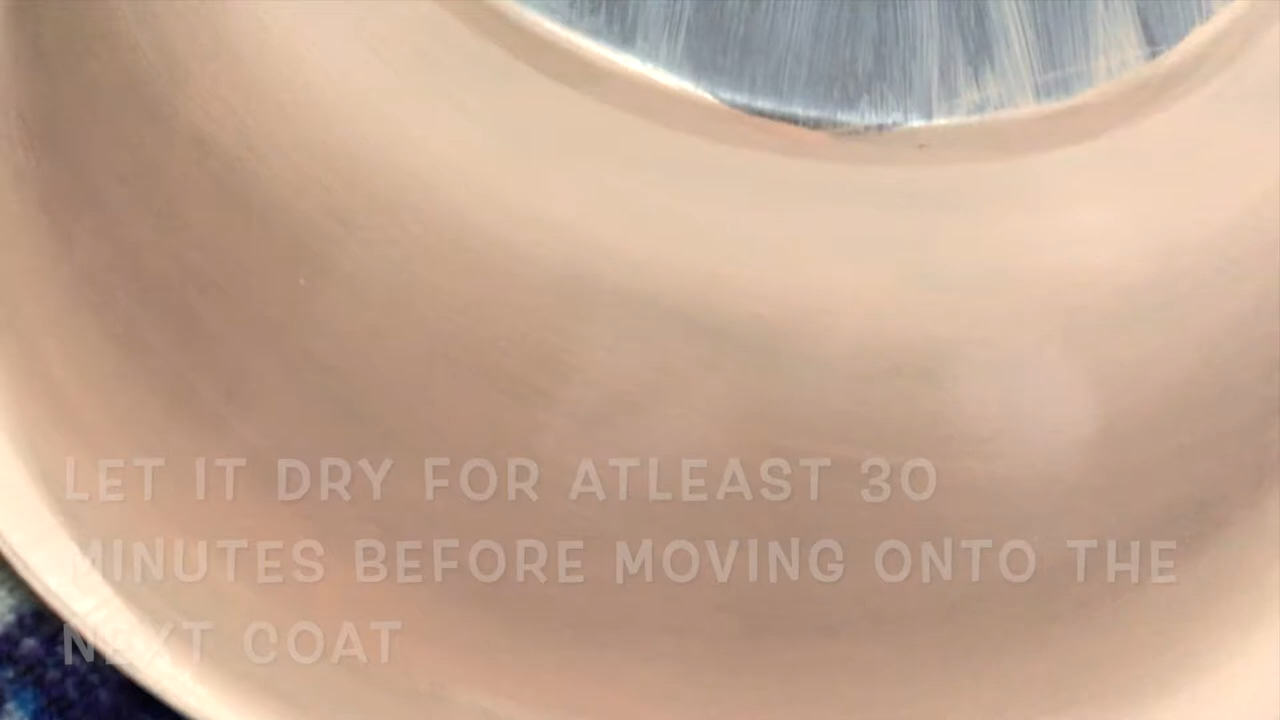 LET IT DRY FOR ATLEAST 30
MINUTES BEFORE MOVING ONTO THE
NEXT COAT